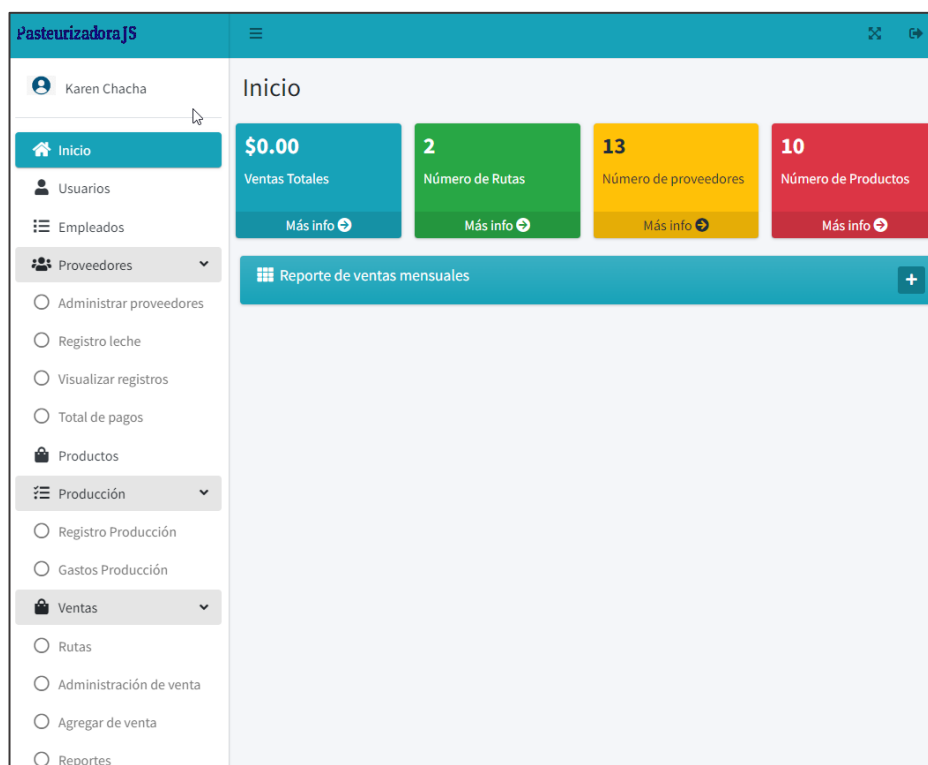 PasteurizadoraJS
Karen Chacha
Inicio
Usuarios
Empleados
Proveedores
Administrar proveedores
Registro leche
Visualizar registros
Total de pagos
Productos
Producción
Registro Producción
Gastos Producción
Ventas
Rutas
Administración de venta
Agregar de venta
Reportes
Inicio
$0.00
Ventas Totales
Más info
2
Número de Rutas
Más info
13
Número de proveedores
Más info
10
Número de Productos
Más info
Reporte de ventas mensuales